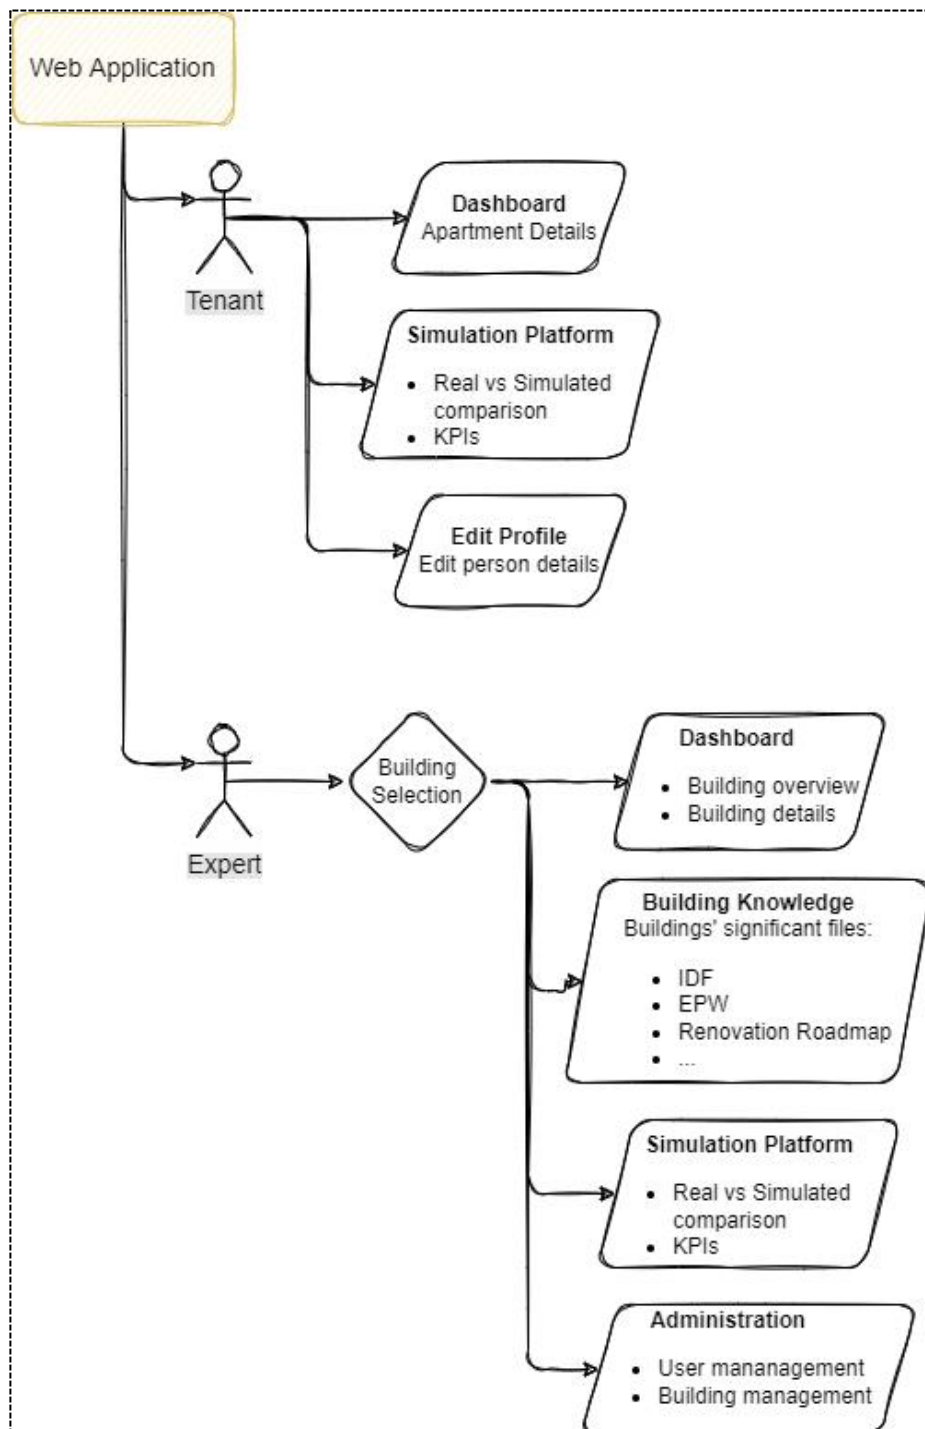 Web Application
Tenant
Dashboard
Apartment Details
Simulation Platform
• Real vs Simulated
comparison
• KPIs
Edit Profile
Edit person details
Expert
Building
Selection
Dashboard
• Building overview
• Building details
Building Knowledge
Buildings' significant files:
• IDF
• EPW
• Renovation Roadmap
• ...
Simulation Platform
• Real vs Simulated
comparison
• KPIs
Administration
• User mananagement
• Building management